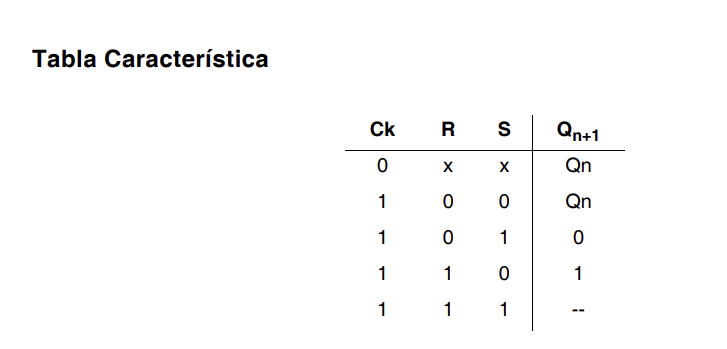 Tabla Característica
Ck R S Qn+1
0 x x Qn
1 0 0 Qn
1 0 1 0
1 1 0 1
1 1 1 --